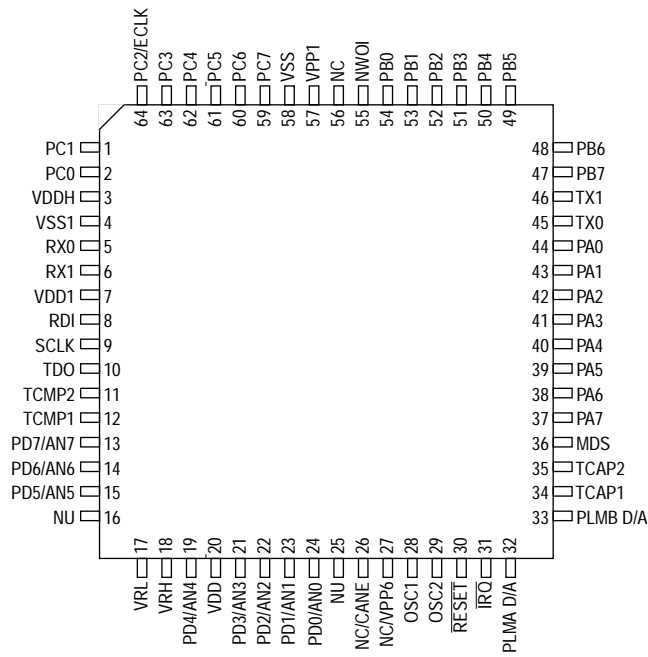 PC2/ECLK
PC3
PC4
PC5
PC6
PC7
VSS
VPP1
NC
NWOI
PB0
PB1
PB2
PB3
PB4
PB5
64
63
62
61
60
59
58
57
56
55
54
53
52
51
50
49
PC1 1
PC0 2
VDDH 3
VSS1 4
RX0 5
RX1 6
VDD1 7
RDI 8
SCLK 9
TDO 10
TCMP2 11
TCMP1 12
PD7/AN7 13
PD6/AN6 14
PD5/AN5 15
NU 16
48 PB6
47 PB7
46 TX1
45 TX0
44 PA0
43 PA1
42 PA2
41 PA3
40 PA4
39 PA5
38 PA6
37 PA7
36 MDS
35 TCAP2
34 TCAP1
33 PLMB D/A
17
18
19
20
21
22
23
24
25
26
27
28
29
30
31
32
VRL
VRH
PD4/AN4
VDD
PD3/AN3
PD2/AN2
PD1/AN1
PD0/AN0
NU
NC/CANE
NC/VPP6
OSC1
OSC2
RESET
IRQ
PLMA D/A